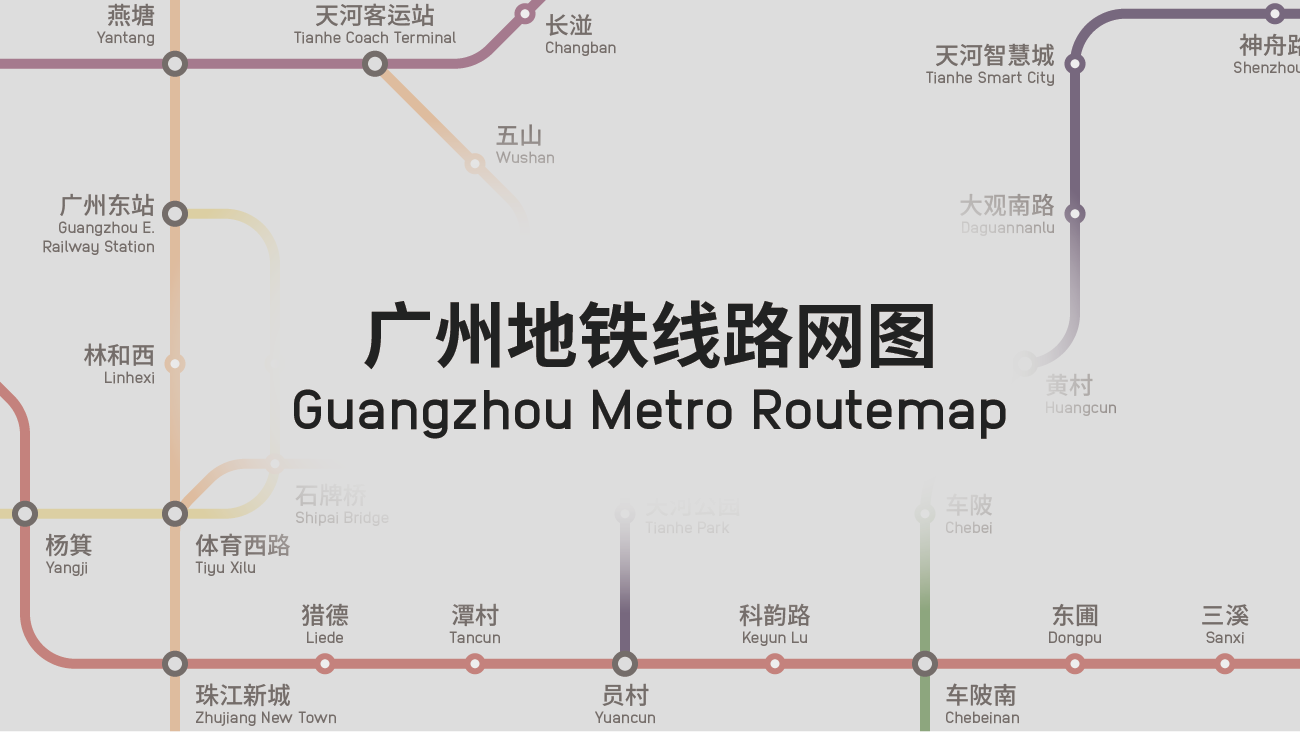 燕塘
Yantang
天河客运站
Tianhe Coach Terminal
长湴
Changban
天河智慧城
Tianhe Smart City
神舟路
Shenzhou
五山
Wushan
广州东站
Guangzhou E.
Railway Station
大观南路
Daguannanlu
林和西
Linhexi
广州地铁线路网图
Guangzhou Metro Routemap
黄村
Huangcun
石牌桥
Shipai Bridge
天河公园
Tianhe Park
车陂
Chebei
杨箕
Yangji
体育西路
Tiyu Xilu
猎德
Liede
潭村
Tancun
科韵路
Keyun Lu
东圃
Dongpu
三溪
Sanxi
珠江新城
Zhujiang New Town
员村
Yuancun
车陂南
Chebeinan